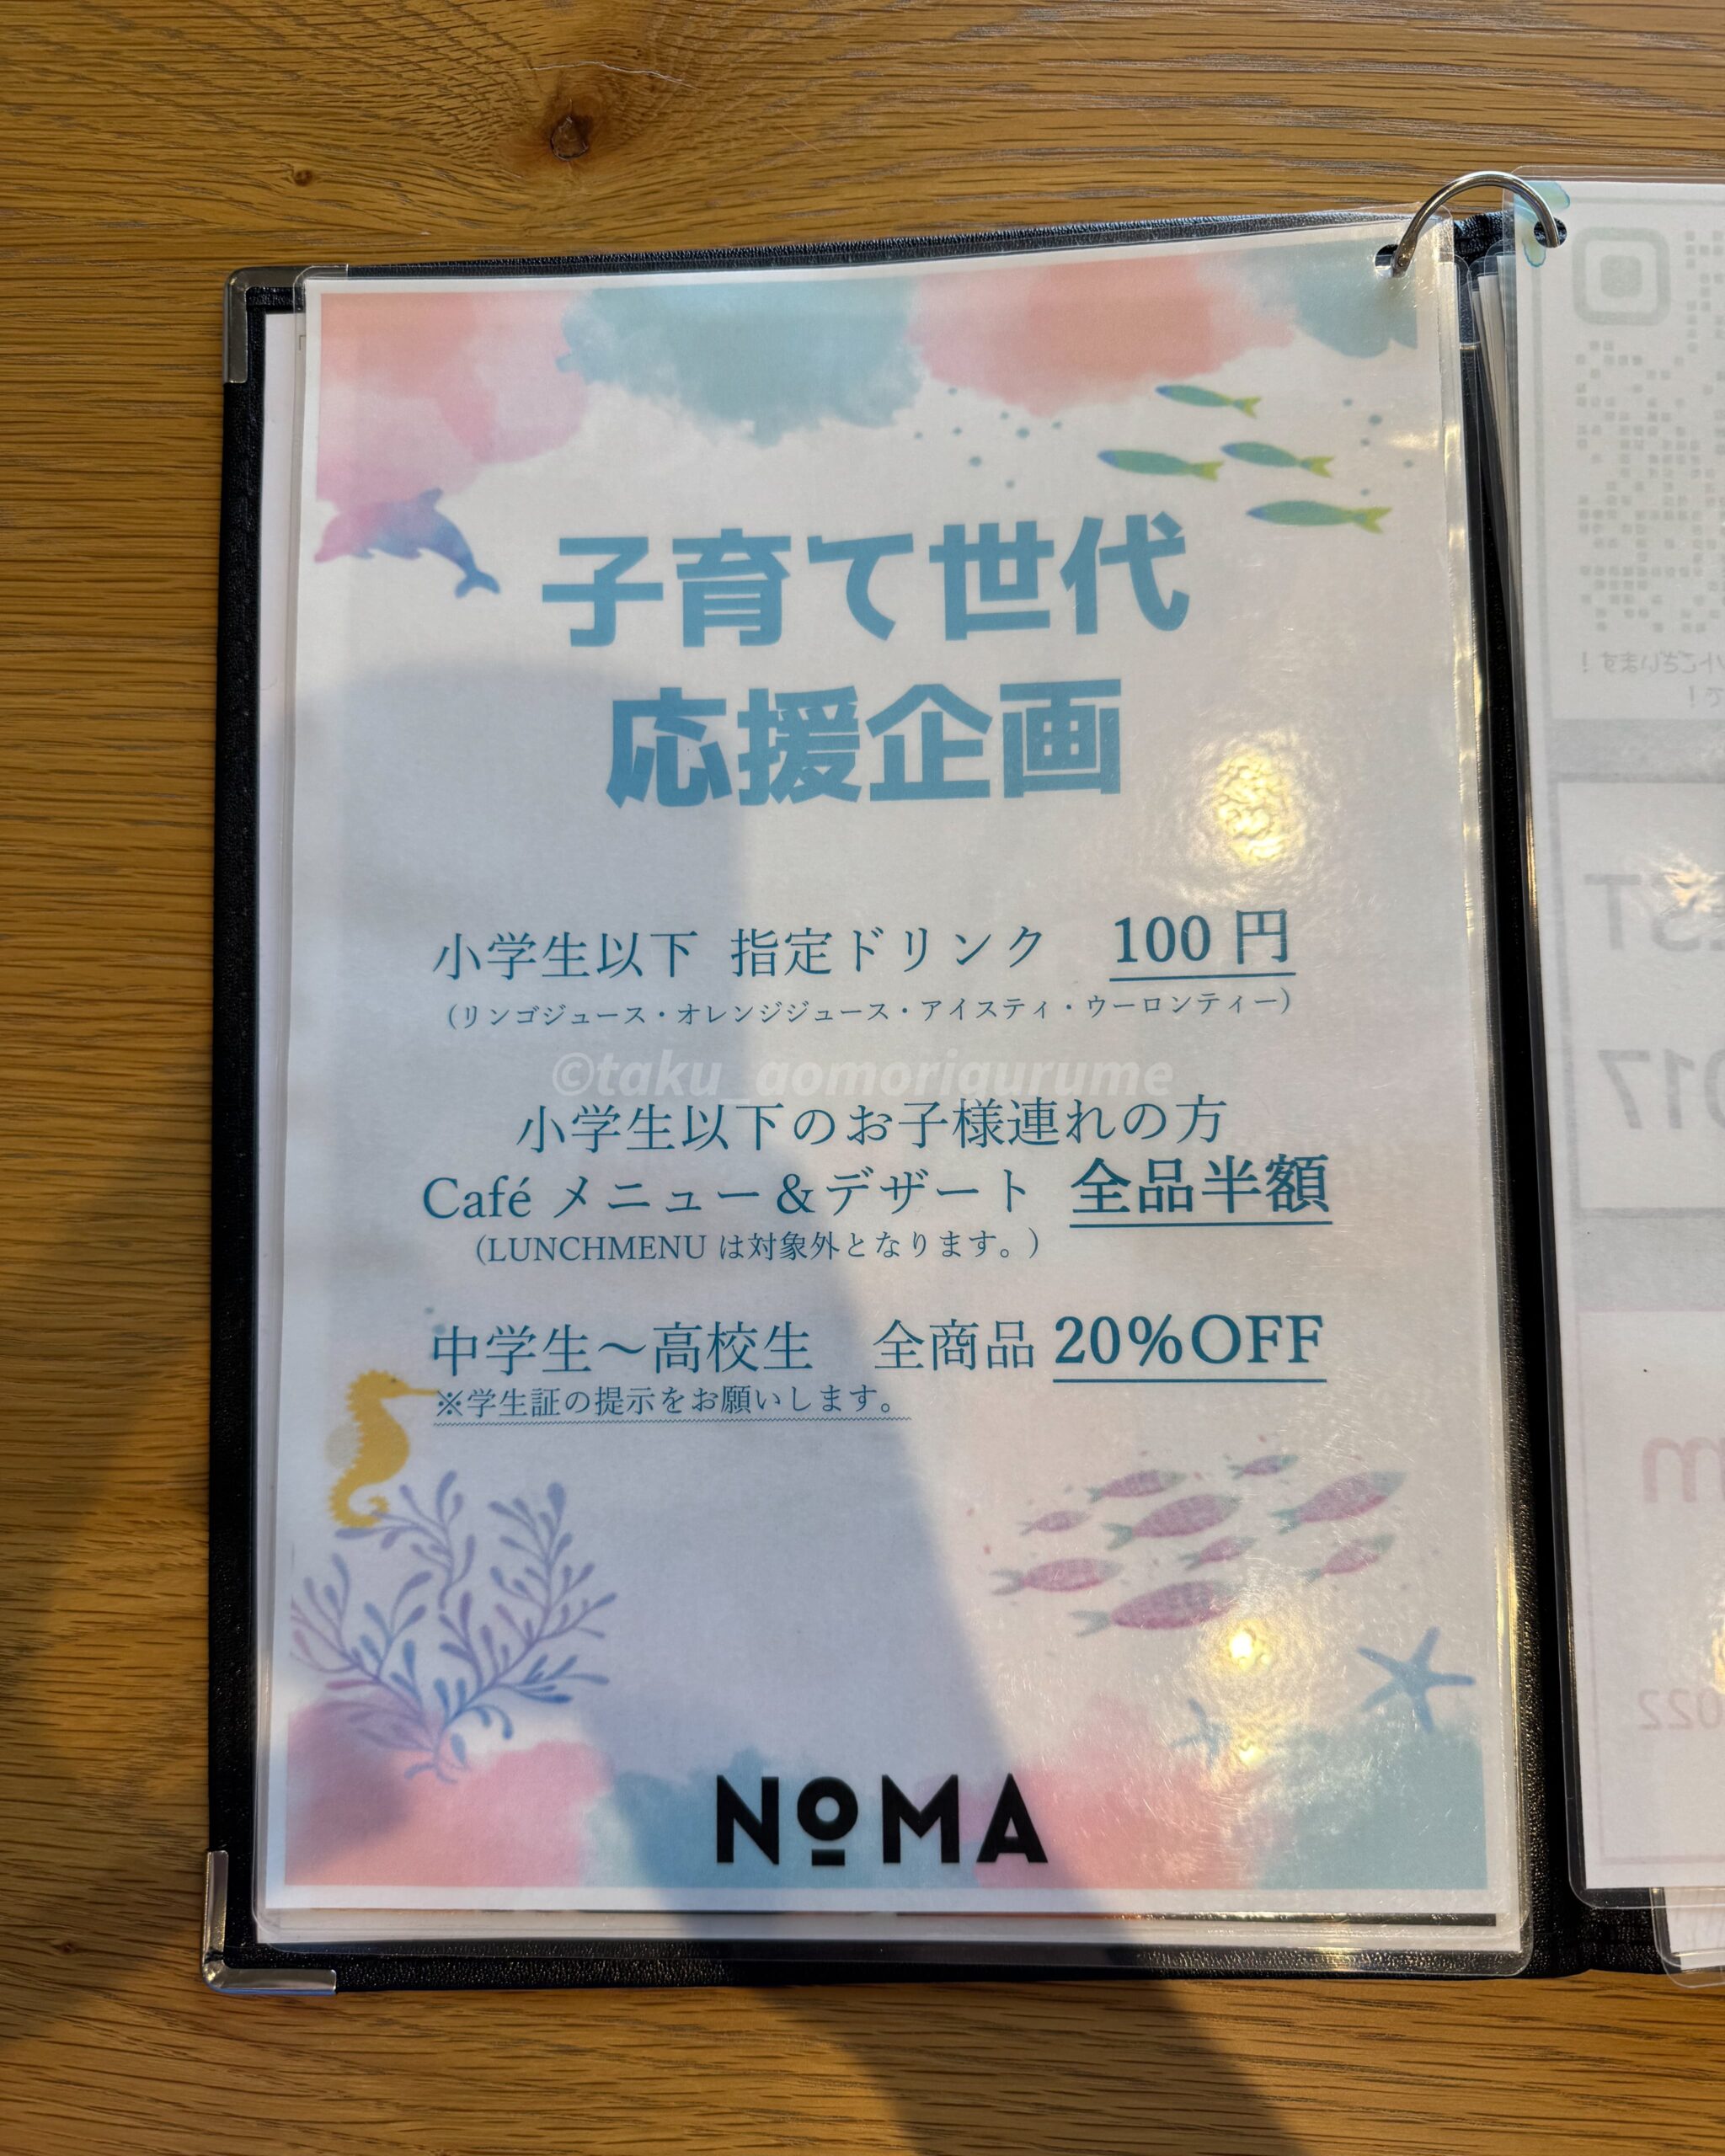 子育て世代
応援企画
小学生以下 指定ドリンク 100 円
（リンゴジュース・オレンジジュース・アイスティ・ウーロンティー）
©taku_aomorigurume
小学生以下のお子様連れの方
Café メニュー＆デザート 全品半額
（LUNCHMENU は対象外となります。）
中学生～高校生 全商品 20%OFF
※学生証の提示をお願いします。
NOMA